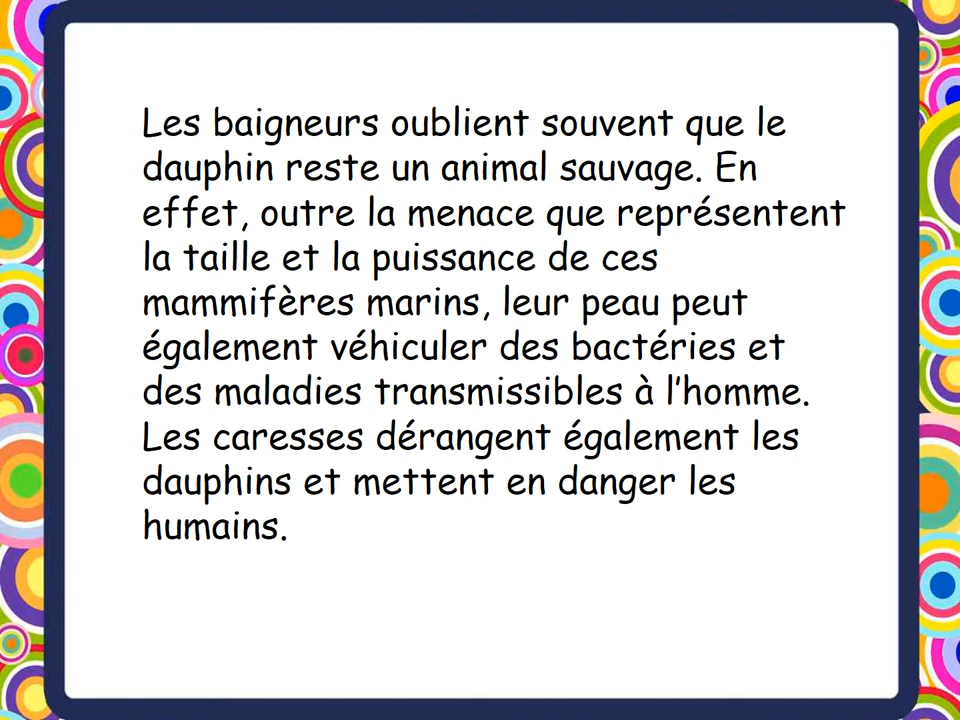 Les baigneurs oublient souvent que le
dauphin reste un animal sauvage. En
effet, outre la menace que représentent
la taille et la puissance de ces
mammifères marins, leur peau peut
également véhiculer des bactéries et
des maladies transmissibles à l’homme.
Les caresses dérangent également les
dauphins et mettent en danger les
humains.